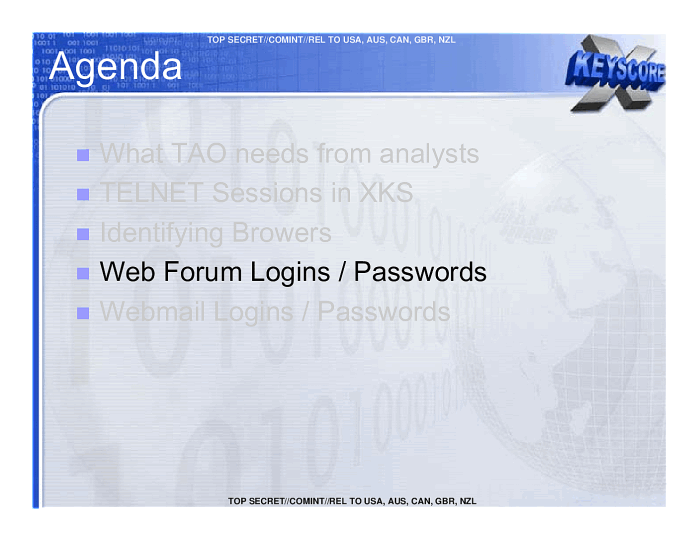 TOP SECRET//COMINT//REL TO USA, AUS, CAN, GBR, NZL
Agenda
XKEYSCORE
What TAO needs from analysts
TELNET Sessions in XKS
Identifying Browers
Web Forum Logins / Passwords
Webmail Logins / Passwords
TOP SECRET//COMINT//REL TO USA, AUS, CAN, GBR, NZL